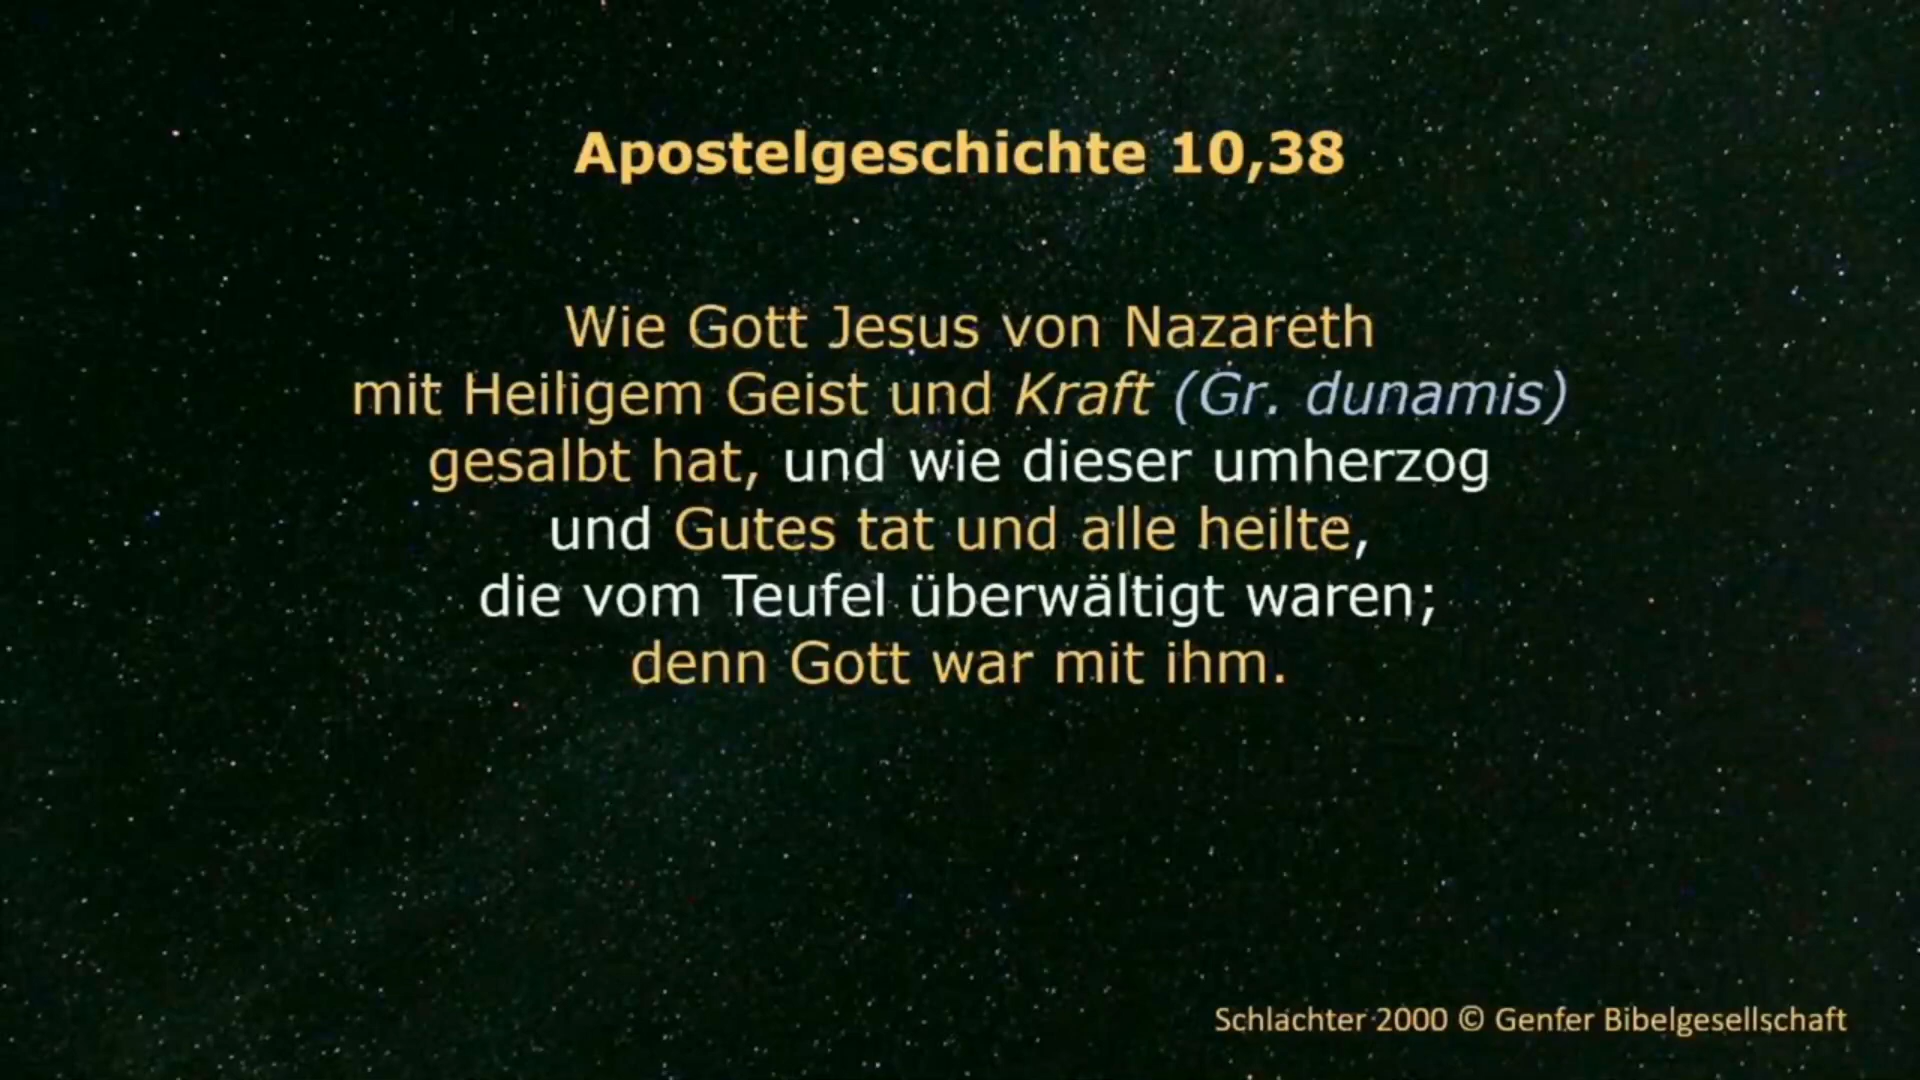 Apostelgeschichte 10,38
Wie Gott Jesus von Nazareth
mit Heiligem Geist und Kraft (Gr. dunamis)
gesalbt hat, und wie dieser umherzog
und Gutes tat und alle heilte,
die vom Teufel überwältigt waren;
denn Gott war mit ihm.
Schlachter 2000 © Genfer Bibelgesellschaft